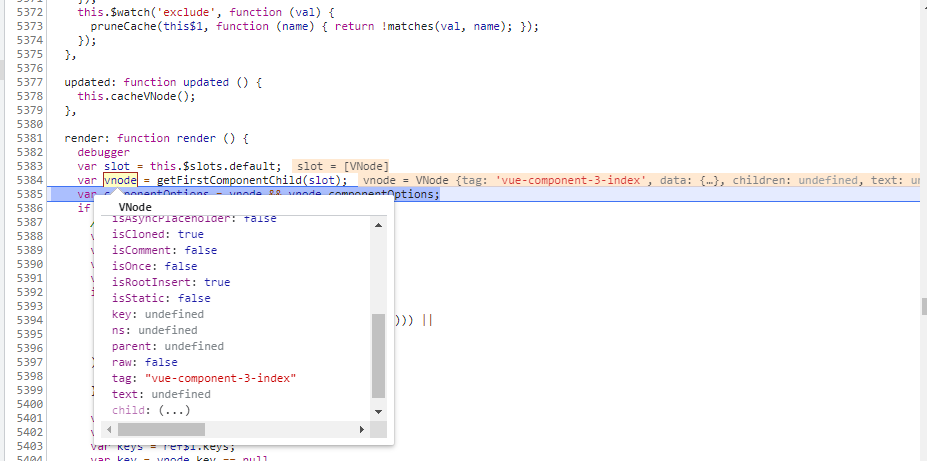 5371 });
5372 this.$watch('exclude', function (val) {
5373 pruneCache(this$1, function (name) { return !matches(val, name); });
5374 });
5375 },
5376
5377 updated: function updated () {
5378 this.cacheVNode();
5379 },
5380
5381 render: function render () {
5382 debugger
5383 var slot = this.$slots.default; slot = [VNode]
5384 var vnode = getFirstComponentChild(slot); vnode = VNode {tag: 'vue-component-3-index', data: {…}, children: undefined, text: un
5385 var componentOptions = vnode && vnode.componentOptions;
5386 if
VNode
5387 /
isAsyncPlaceholder: false
5388 v
isCloned: true
5389 v
isComment: false
5390 v
isOnce: false
5391 v
isRootInsert: true
5392 i
isStatic: false
5393
key: undefined
5394 ))) ||
ns: undefined
5395
parent: undefined
5396
raw: false
5397 }
tag: "vue-component-3-index"
5398
text: undefined
5399 }
child: (...)
5400
5401 v
5402 v
5403 var keys = ref$1.keys;
5404 var key = vnode.key == null